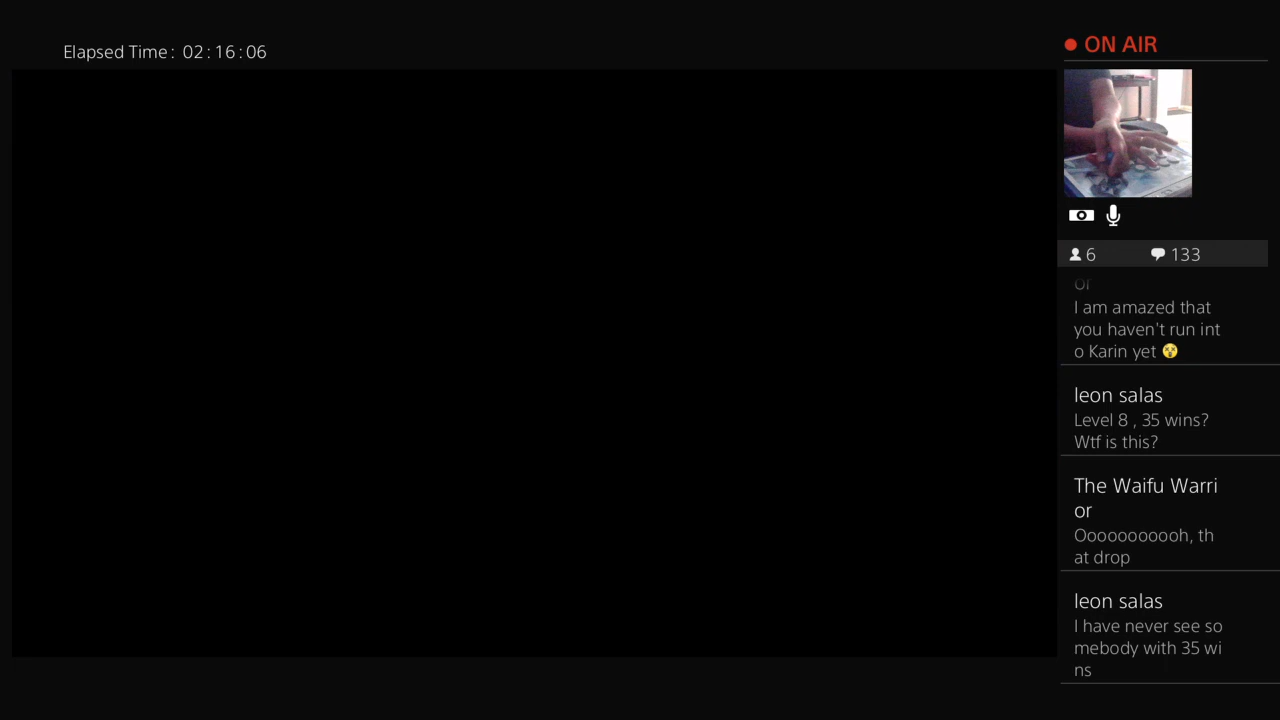 Elapsed Time: 02:16:06
ON AIR
6 133
or
I am amazed that
you haven't run int
o Karin yet 😵
leon salas
Level 8 , 35 wins?
Wtf is this?
The Waifu Warri
or
Ooooooooooh, th
at drop
leon salas
I have never see so
mebody with 35 wi
ns